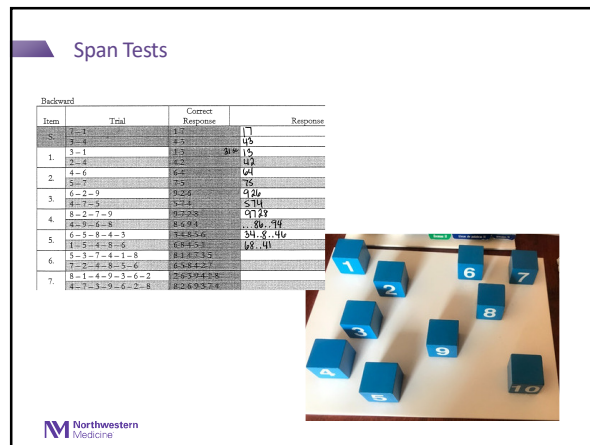 Span Tests
Backward
Item Trial Correct Response Response
S. 7 – 1 1-7 17
3 – 4 4-3 43
1. 3 – 1 1-3 13
2 – 4 4-2 42
2. 4 – 6 6-4 64
5 – 7 7-5 75
3. 6 – 2 – 9 9-2-6 926
4 – 7 – 5 5-7-4 574
4. 8 – 2 – 7 – 9 9-7-2-8 9728
4 – 9 – 6 – 8 8-6-9-4 ...86..94
5. 6 – 5 – 8 – 4 – 3 3-4-8-5-6 34..8..46
1 – 5 – 4 – 8 – 6 6-8-4-5-1 68..41
6. 5 – 3 – 7 – 4 – 1 – 8 8-1-4-7-3-5
7 – 2 – 4 – 8 – 5 – 6 6-5-8-4-2-7
7. 8 – 1 – 4 – 9 – 3 – 6 – 2 2-6-3-9-4-1-8
4 – 7 – 3 – 9 – 6 – 2 – 8 8-2-6-9-3-7-4
1
2
3
4
5
6
7
8
9
10
Northwestern
Medicine